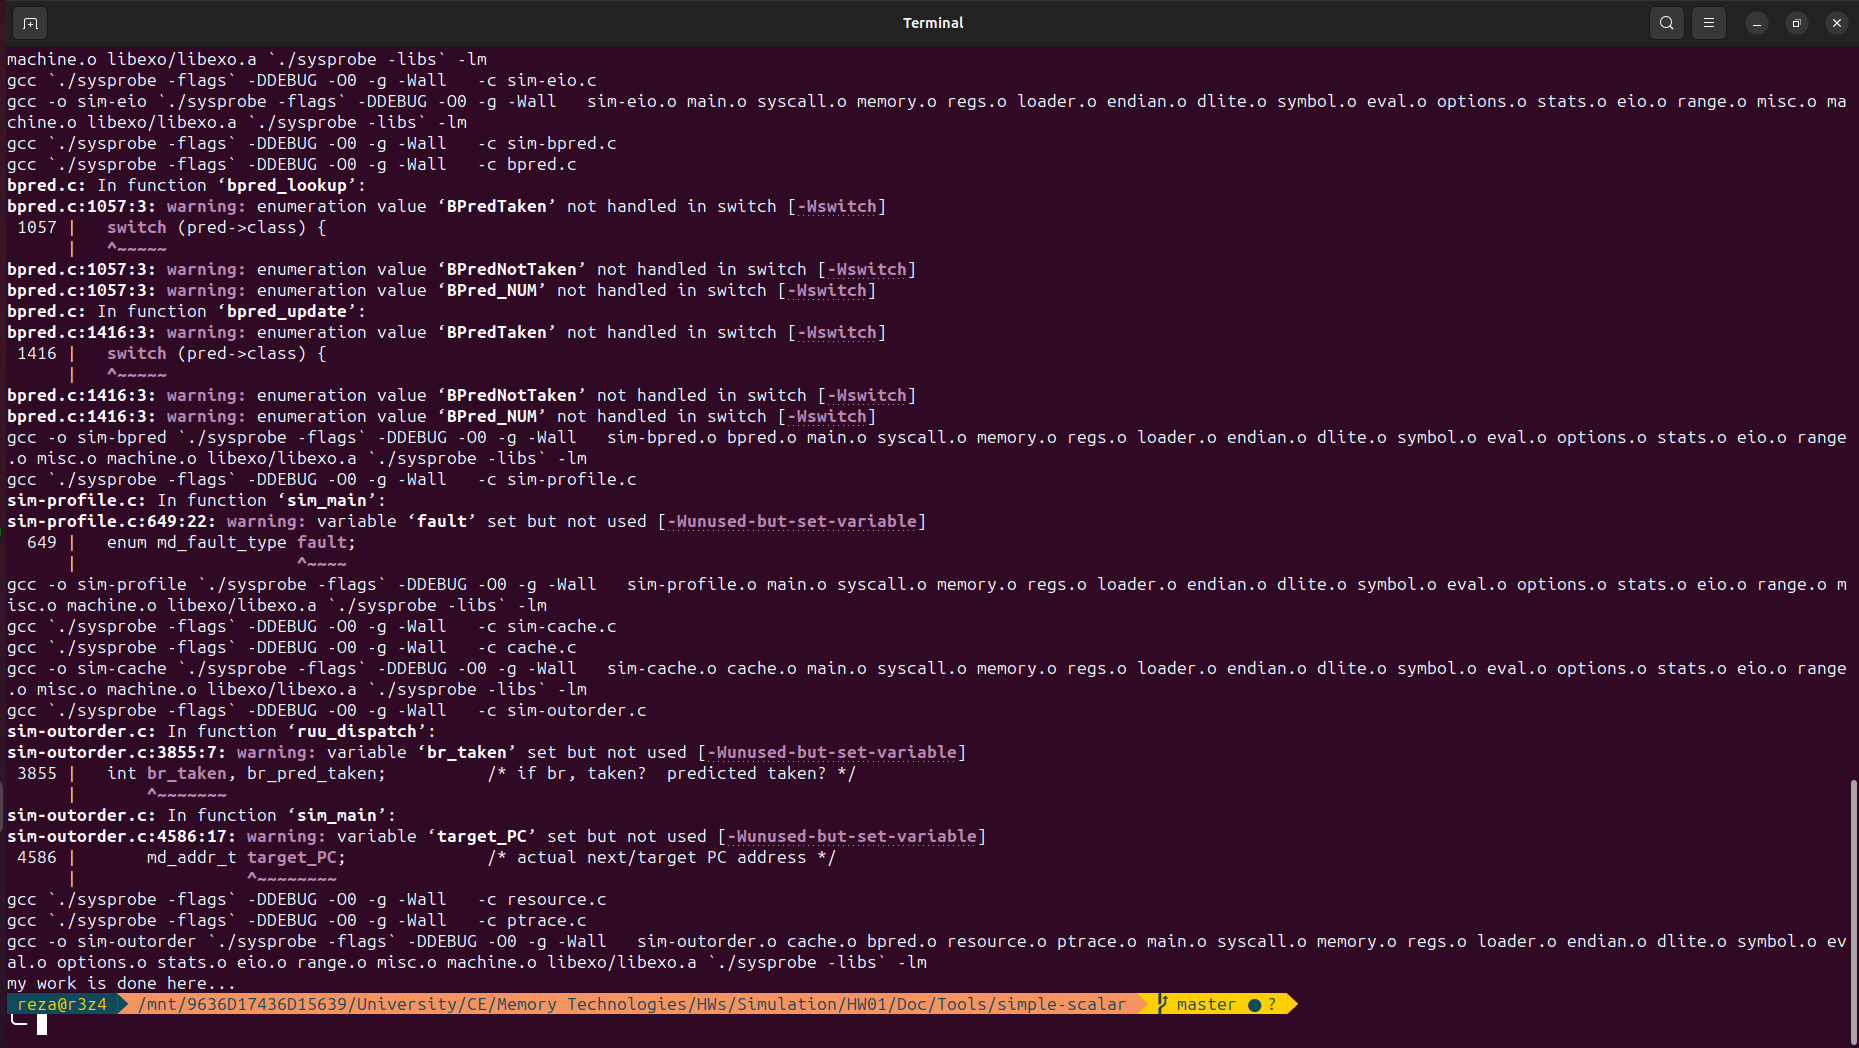 Terminal
machine.o libexo/libexo.a `./sysprobe -libs` -lm
gcc `./sysprobe -flags` -DDEBUG -O0 -g -Wall   -c sim-eio.c
gcc -o sim-eio `./sysprobe -flags` -DDEBUG -O0 -g -Wall   sim-eio.o main.o syscall.o memory.o regs.o loader.o endian.o dlite.o symbol.o eval.o options.o stats.o eio.o range.o misc.o ma
chine.o libexo/libexo.a `./sysprobe -libs` -lm
gcc `./sysprobe -flags` -DDEBUG -O0 -g -Wall   -c sim-bpred.c
gcc `./sysprobe -flags` -DDEBUG -O0 -g -Wall   -c bpred.c
bpred.c: In function ‘bpred_lookup’:
bpred.c:1057:3: warning: enumeration value ‘BPredTaken’ not handled in switch [-Wswitch]
 1057 |   switch (pred->class) {
      |   ^~~~~~
bpred.c:1057:3: warning: enumeration value ‘BPredNotTaken’ not handled in switch [-Wswitch]
bpred.c:1057:3: warning: enumeration value ‘BPred_NUM’ not handled in switch [-Wswitch]
bpred.c: In function ‘bpred_update’:
bpred.c:1416:3: warning: enumeration value ‘BPredTaken’ not handled in switch [-Wswitch]
 1416 |   switch (pred->class) {
      |   ^~~~~~
bpred.c:1416:3: warning: enumeration value ‘BPredNotTaken’ not handled in switch [-Wswitch]
bpred.c:1416:3: warning: enumeration value ‘BPred_NUM’ not handled in switch [-Wswitch]
gcc -o sim-bpred `./sysprobe -flags` -DDEBUG -O0 -g -Wall   sim-bpred.o bpred.o main.o syscall.o memory.o regs.o loader.o endian.o dlite.o symbol.o eval.o options.o stats.o eio.o range
.o misc.o machine.o libexo/libexo.a `./sysprobe -libs` -lm
gcc `./sysprobe -flags` -DDEBUG -O0 -g -Wall   -c sim-profile.c
sim-profile.c: In function ‘sim_main’:
sim-profile.c:649:22: warning: variable ‘fault’ set but not used [-Wunused-but-set-variable]
  649 |   enum md_fault_type fault;
      |                      ^~~~~
gcc -o sim-profile `./sysprobe -flags` -DDEBUG -O0 -g -Wall   sim-profile.o main.o syscall.o memory.o regs.o loader.o endian.o dlite.o symbol.o eval.o options.o stats.o eio.o range.o m
isc.o machine.o libexo/libexo.a `./sysprobe -libs` -lm
gcc `./sysprobe -flags` -DDEBUG -O0 -g -Wall   -c sim-cache.c
gcc `./sysprobe -flags` -DDEBUG -O0 -g -Wall   -c cache.c
gcc -o sim-cache `./sysprobe -flags` -DDEBUG -O0 -g -Wall   sim-cache.o cache.o main.o syscall.o memory.o regs.o loader.o endian.o dlite.o symbol.o eval.o options.o stats.o eio.o range
.o misc.o machine.o libexo/libexo.a `./sysprobe -libs` -lm
gcc `./sysprobe -flags` -DDEBUG -O0 -g -Wall   -c sim-outorder.c
sim-outorder.c: In function ‘ruu_dispatch’:
sim-outorder.c:3855:7: warning: variable ‘br_taken’ set but not used [-Wunused-but-set-variable]
 3855 |   int br_taken, br_pred_taken;          /* if br, taken?  predicted taken? */
      |       ^~~~~~~~
sim-outorder.c: In function ‘sim_main’:
sim-outorder.c:4586:17: warning: variable ‘target_PC’ set but not used [-Wunused-but-set-variable]
 4586 |       md_addr_t target_PC;              /* actual next/target PC address */
      |                 ^~~~~~~~~
gcc `./sysprobe -flags` -DDEBUG -O0 -g -Wall   -c resource.c
gcc `./sysprobe -flags` -DDEBUG -O0 -g -Wall   -c ptrace.c
gcc -o sim-outorder `./sysprobe -flags` -DDEBUG -O0 -g -Wall   sim-outorder.o cache.o bpred.o resource.o ptrace.o main.o syscall.o memory.o regs.o loader.o endian.o dlite.o symbol.o ev
al.o options.o stats.o eio.o range.o misc.o machine.o libexo/libexo.a `./sysprobe -libs` -lm
my work is done here...
reza@r3z4 /mnt/9636D17436D15639/University/CE/Memory Technologies/HWs/Simulation/HW01/Doc/Tools/simple-scalar master ● ?